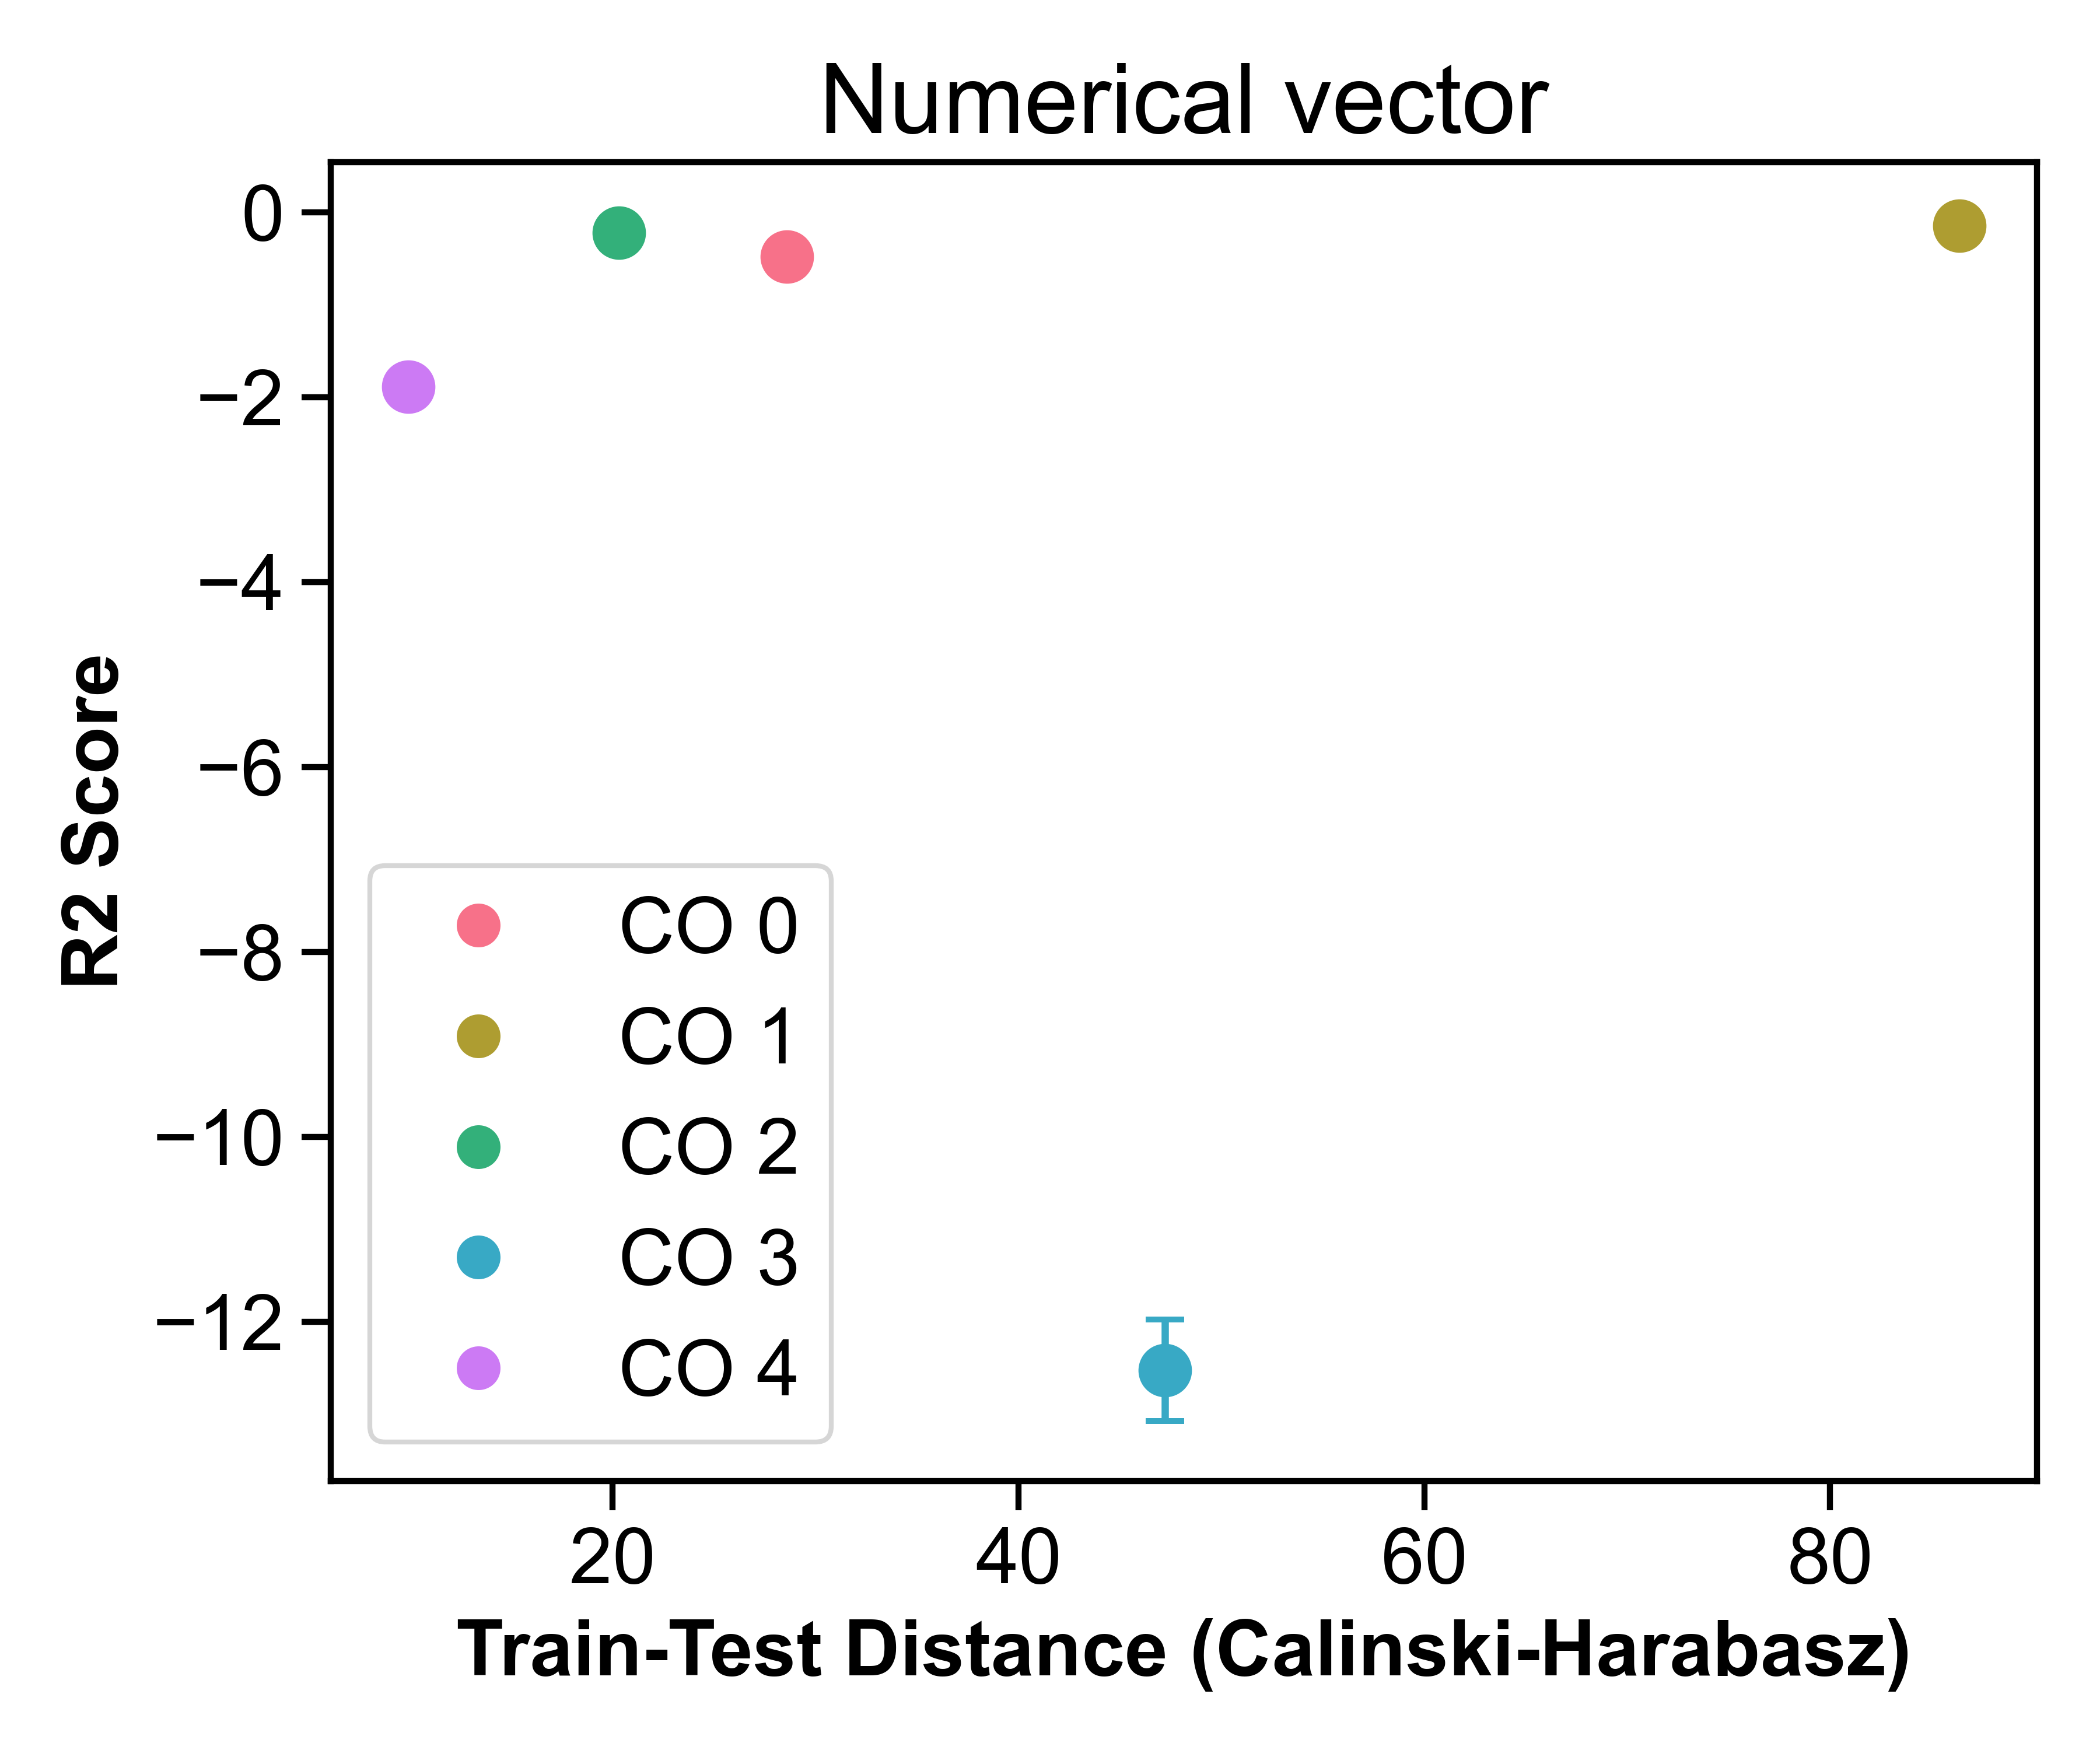 Numerical vector
0
−2
−4
−6
−8
−10
−12
R2 Score
CO 0
CO 1
CO 2
CO 3
CO 4
20 40 60 80
Train-Test Distance (Calinski-Harabasz)